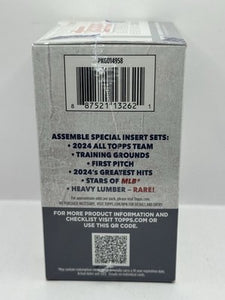 PKG014958
8 87521 13262 1
ASSEMBLE SPECIAL INSERT SETS:
• 2024 ALL TOPPS TEAM
• TRAINING GROUNDS
• FIRST PITCH
• 2024's GREATEST HITS
• STARS OF MLB®
• HEAVY LUMBER – RARE!
FOR MORE PRODUCT INFORMATION AND
CHECKLIST VISIT TOPPS.COM OR
USE THIS QR CODE.